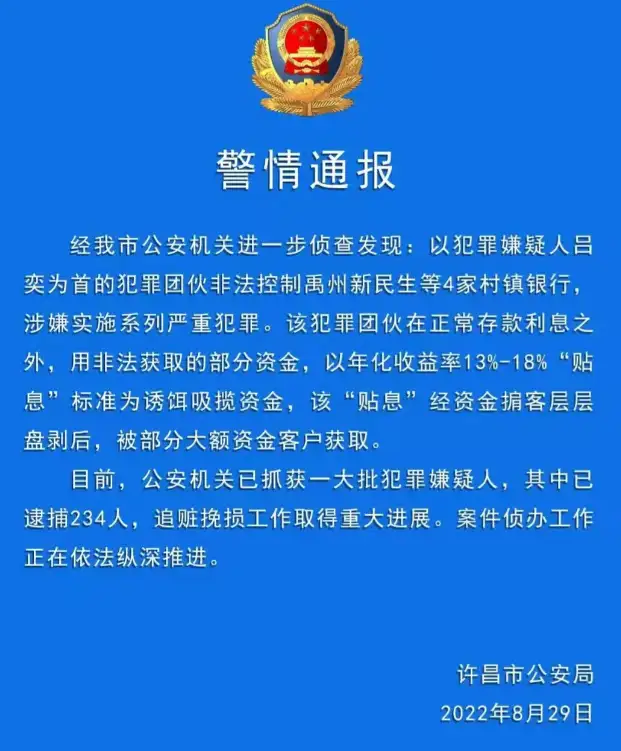 警情通报
经我市公安机关进一步侦查发现：以犯罪嫌疑人吕
奕为首的犯罪团伙非法控制禹州新民生等4家村镇银行，
涉嫌实施系列严重犯罪。该犯罪团伙在正常存款利息之
外，用非法获取的部分资金，以年化收益率13%-18%“贴
息”标准为诱饵吸揽资金，该“贴息”经资金掮客层层
盘剥后，被部分大额资金客户获取。
目前，公安机关已抓获一大批犯罪嫌疑人，其中已
逮捕234人，追赃挽损工作取得重大进展。案件侦办工作
正在依法纵深推进。
许昌市公安局
2022年8月29日